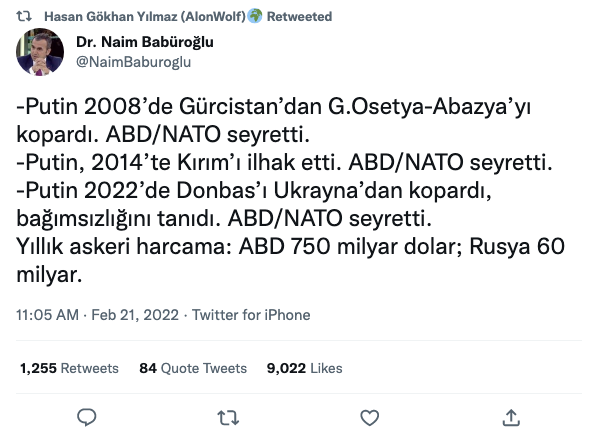 Hasan Gökhan Yılmaz (AlonWolf)🌍 Retweeted
Dr. Naim Babüroğlu
@NaimBaburoglu
-Putin 2008’de Gürcistan’dan G.Osetya-Abazya’yı
kopardı. ABD/NATO seyretti.
-Putin, 2014’te Kırım’ı ilhak etti. ABD/NATO seyretti.
-Putin 2022’de Donbas’ı Ukrayna’dan kopardı,
bağımsızlığını tanıdı. ABD/NATO seyretti.
Yıllık askeri harcama: ABD 750 milyar dolar; Rusya 60
milyar.
11:05 AM · Feb 21, 2022 · Twitter for iPhone
1,255 Retweets 84 Quote Tweets 9,022 Likes